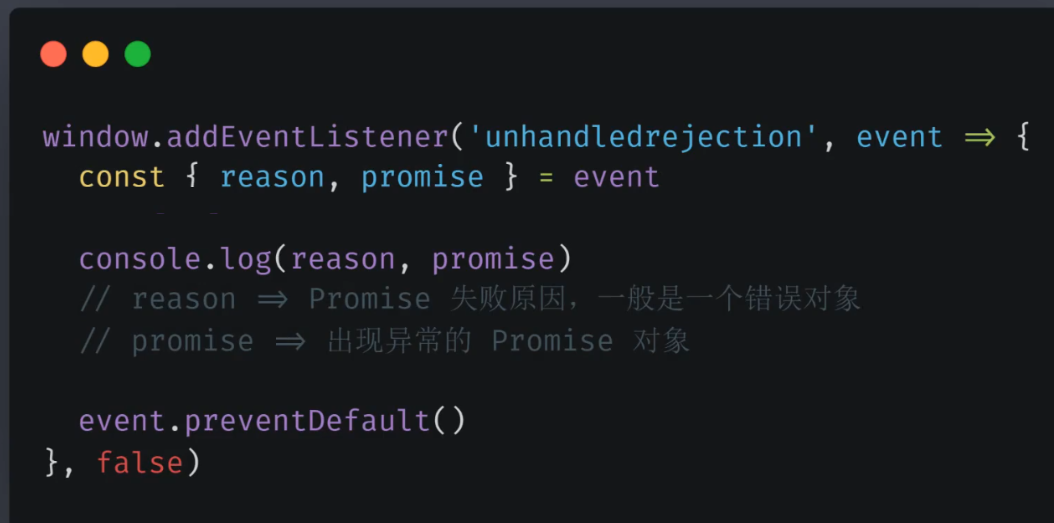 window.addEventListener('unhandledrejection', event => {
  const { reason, promise } = event
  console.log(reason, promise)
  // reason => Promise 失败原因，一般是一个错误对象
  // promise => 出现异常的 Promise 对象
  event.preventDefault()
}, false)